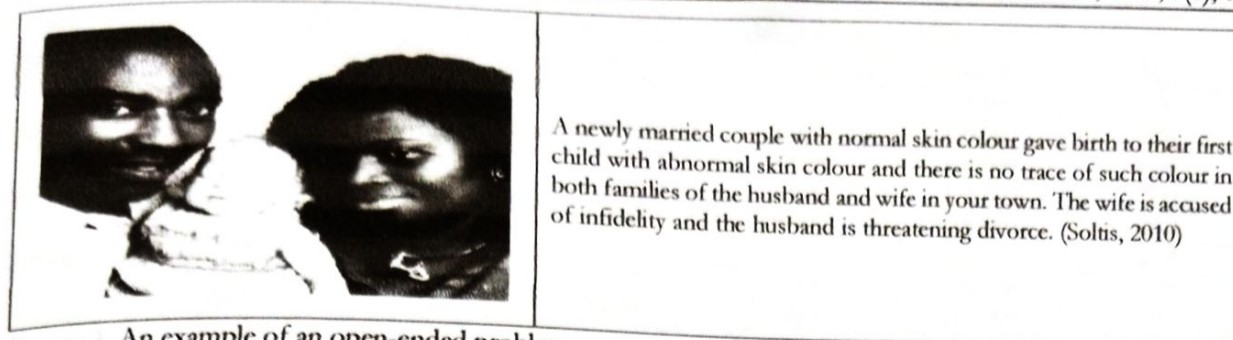 A newly married couple with normal skin colour gave birth to their first
child with abnormal skin colour and there is no trace of such colour in
both families of the husband and wife in your town. The wife is accused
of infidelity and the husband is threatening divorce. (Soltis, 2010)
An example of an open-ended